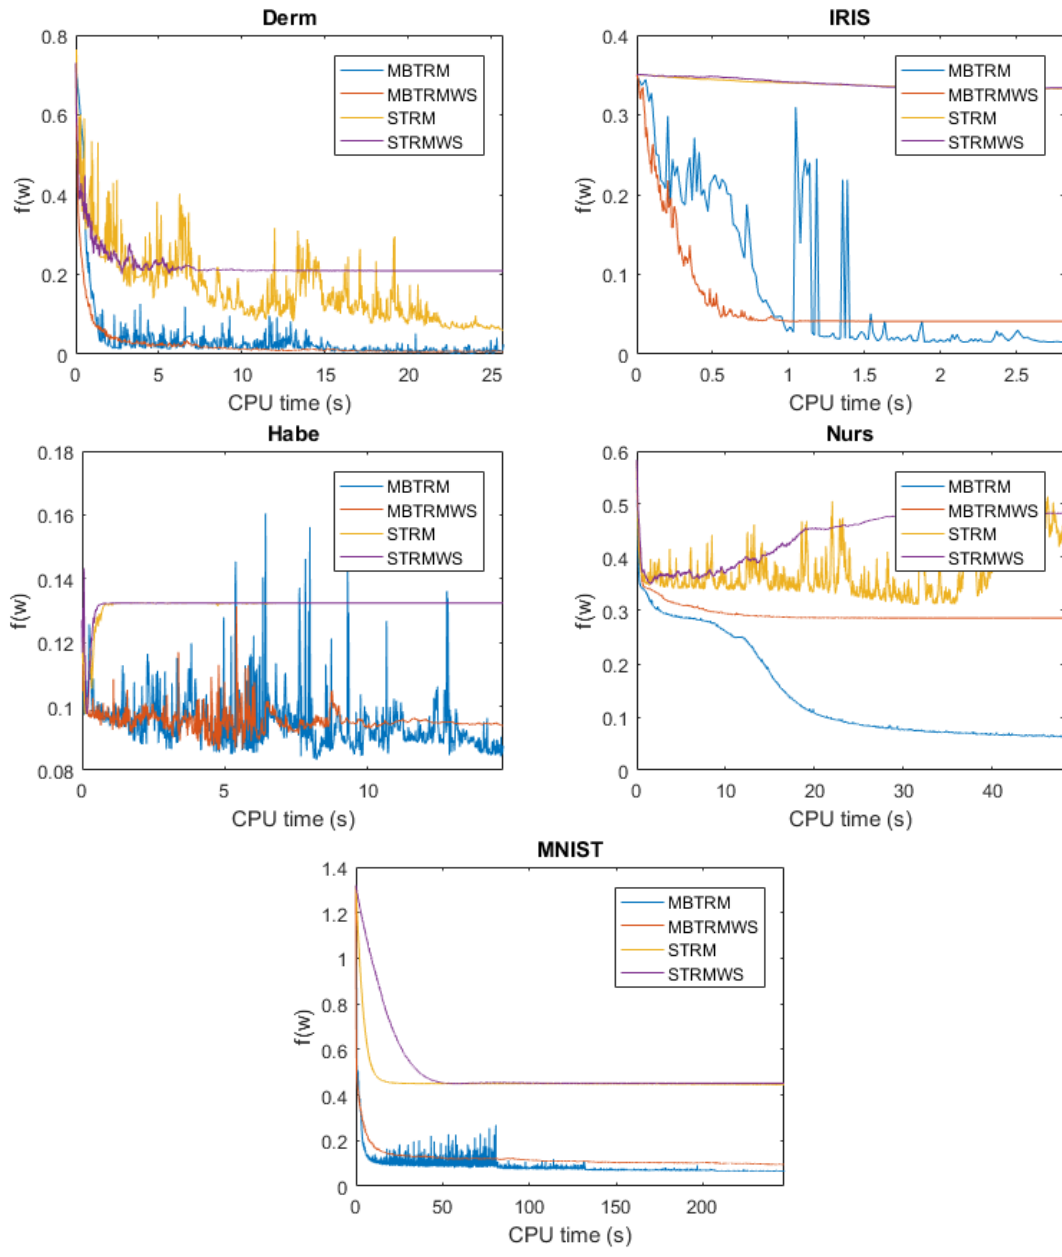 Derm
0.8
0.6
0.4
0.2
0
f(w)
MBTRM
MBTRMWS
STRM
STRMWS
0 5 10 15 20 25
CPU time (s)
IRIS
0.4
0.3
0.2
0.1
0
f(w)
MBTRM
MBTRMWS
STRM
STRMWS
0 0.5 1 1.5 2 2.5
CPU time (s)
Habe
0.18
0.16
0.14
0.12
0.1
0.08
f(w)
MBTRM
MBTRMWS
STRM
STRMWS
0 5 10
CPU time (s)
Nurs
0.6
0.5
0.4
0.3
0.2
0.1
0
f(w)
MBTRM
MBTRMWS
STRM
STRMWS
0 10 20 30 40
CPU time (s)
MNIST
1.4
1.2
1
0.8
0.6
0.4
0.2
0
f(w)
MBTRM
MBTRMWS
STRM
STRMWS
0 50 100 150 200
CPU time (s)